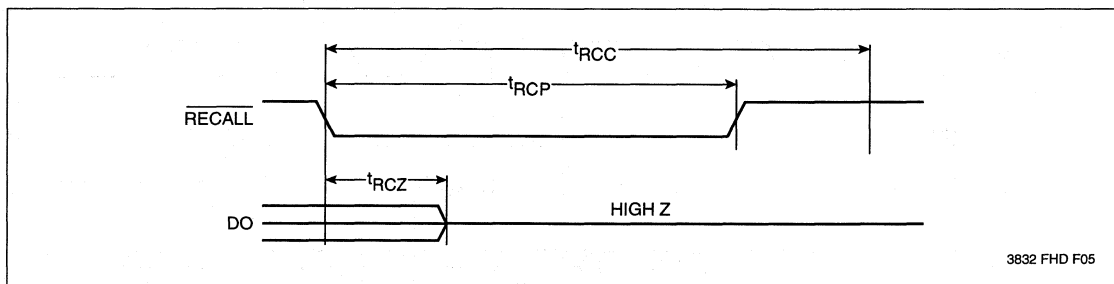 tRCC
tRCP
RECALL
tRCZ
DO
HIGH Z
3832 FHD F05